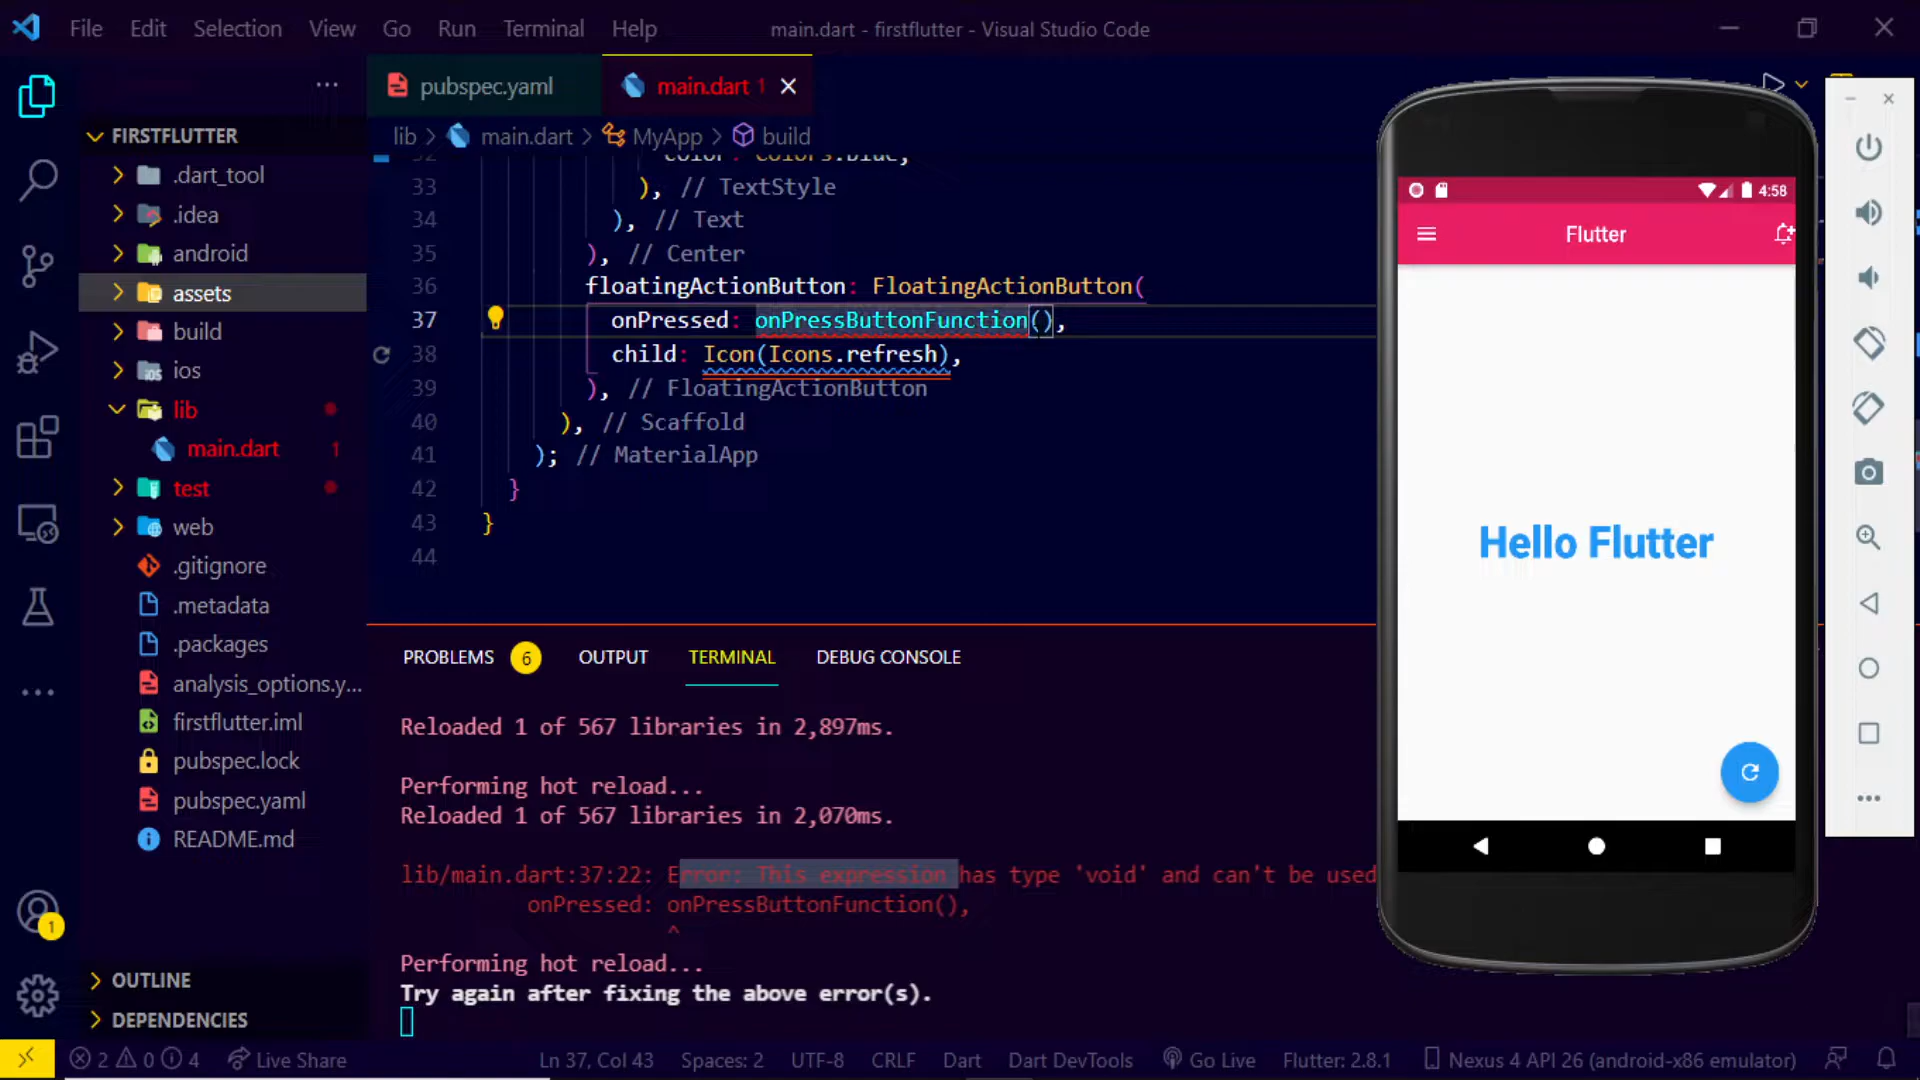 File Edit Selection View Go Run Terminal Help
main.dart - firstflutter - Visual Studio Code
pubspec.yaml
main.dart 1
lib > main.dart > MyApp > build
FIRSTFLUTTER
.dart_tool
.idea
android
assets
build
ios
lib
main.dart 1
test
web
.gitignore
.metadata
.packages
analysis_options.y...
firstflutter.iml
pubspec.lock
pubspec.yaml
README.md
OUTLINE
DEPENDENCIES
32 color: Colors.blue,
33 ), // TextStyle
34 ), // Text
35 ), // Center
36 floatingActionButton: FloatingActionButton(
37 onPressed: onPressButtonFunction(),
38 child: Icon(Icons.refresh),
39 ), // FloatingActionButton
40 ), // Scaffold
41 ); // MaterialApp
42 }
43 }
44
PROBLEMS 6 OUTPUT TERMINAL DEBUG CONSOLE
Reloaded 1 of 567 libraries in 2,897ms.
Performing hot reload...
Reloaded 1 of 567 libraries in 2,070ms.
lib/main.dart:37:22: Error: This expression has type 'void' and can't be used
onPressed: onPressButtonFunction(),
^
Performing hot reload...
Try again after fixing the above error(s).
4:58
Flutter
Hello Flutter
1
2 0 4 Live Share Ln 37, Col 43 Spaces: 2 UTF-8 CRLF Dart Dart DevTools Go Live Flutter: 2.8.1 Nexus 4 API 26 (android-x86 emulator)